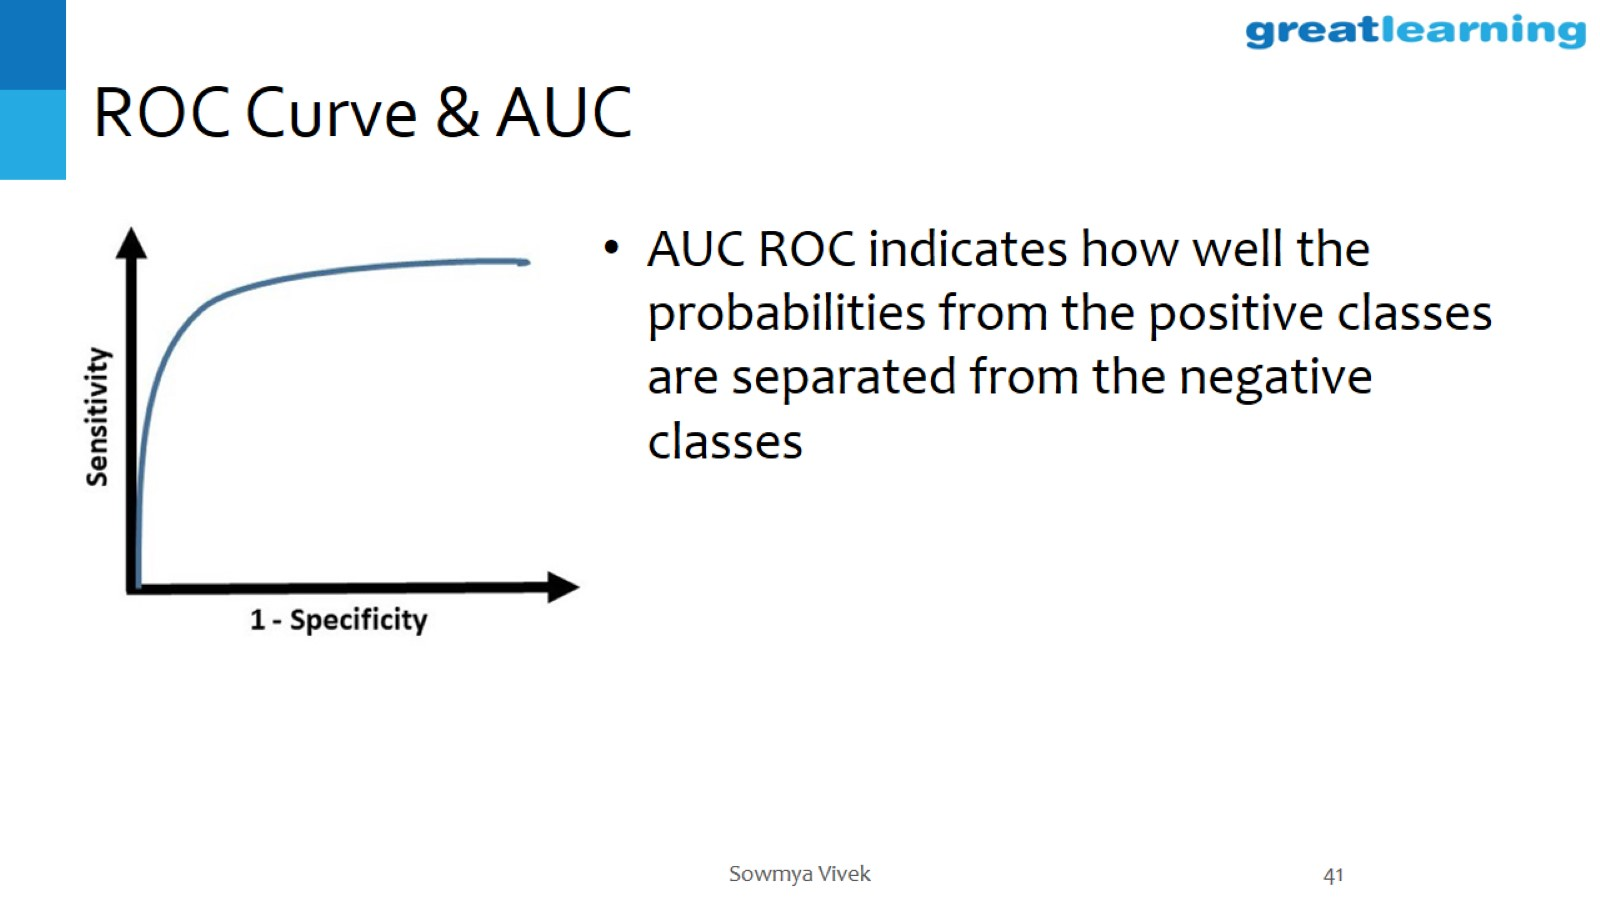 greatlearning
ROC Curve & AUC
Sensitivity
1 - Specificity
• AUC ROC indicates how well the
probabilities from the positive classes
are separated from the negative
classes
Sowmya Vivek
41